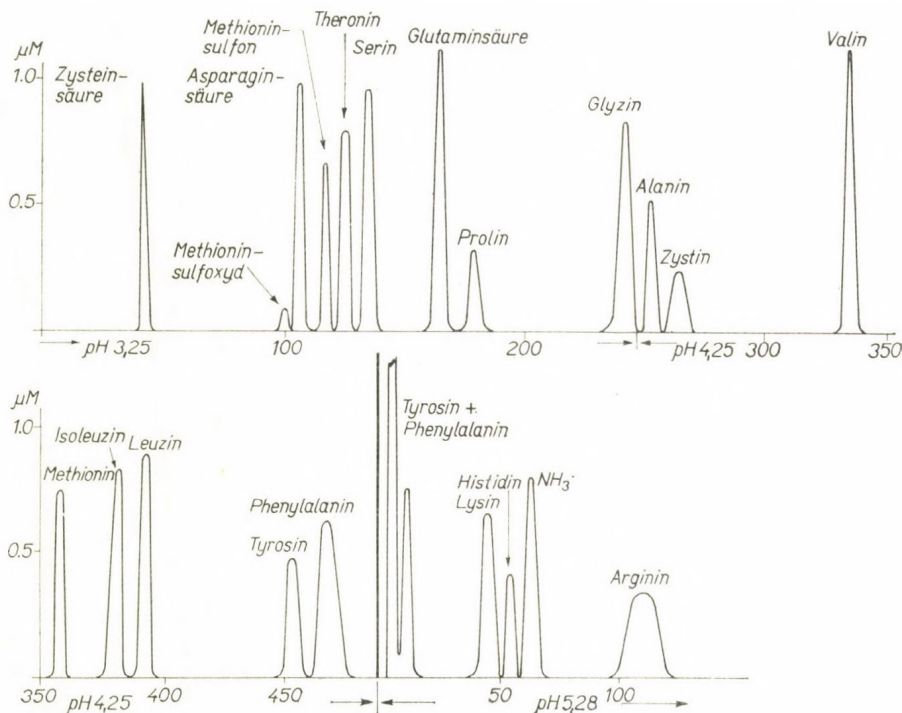 µM
1.0
0.5
Zystein-
säure
Methionin-
sulfoxyd
Asparagin-
säure
Methionin-
sulfon
Theronin
Serin
Glutaminsäure
Prolin
Glyzin
Alanin
Zystin
Valin
pH 3,25
100
200
pH 4,25
300
350
µM
1.0
0.5
Methionin
Isoleuzin
Leuzin
Tyrosin
Phenylalanin
Tyrosin +
Phenylalanin
Histidin
Lysin
NH₃-
Arginin
350
pH 4,25
400
450
50
pH 5,28
100